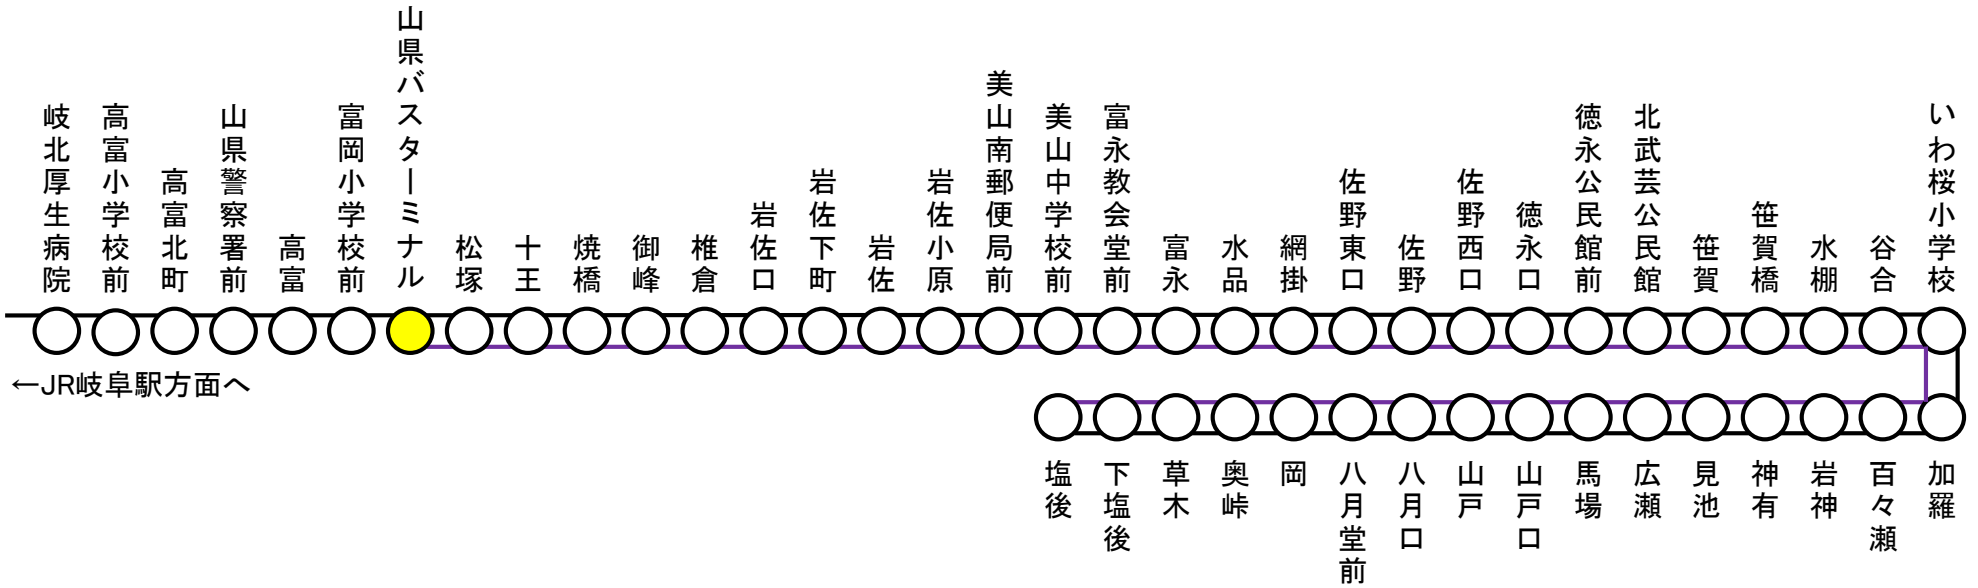 岐北厚生病院
高富小学校前
高富北町
山県警察署前
高富
富岡小学校前
山県バスターミナル
松塚
十王
焼橋
御峰
椎倉
岩佐口
岩佐下町
岩佐
岩佐小原
美山南郵便局前
美山中学校前
富永教会堂前
富永
水品
網掛
佐野東口
佐野
佐野西口
徳永口
徳永公民館前
北武芸公民館
笹賀
笹賀橋
水棚
谷合
いわ桜小学校
←JR岐阜駅方面へ
塩後
下塩後
草木
奥峠
岡
八月堂前
八月口
山戸
山戸口
馬場
広瀬
見池
神有
岩神
百々瀬
加羅